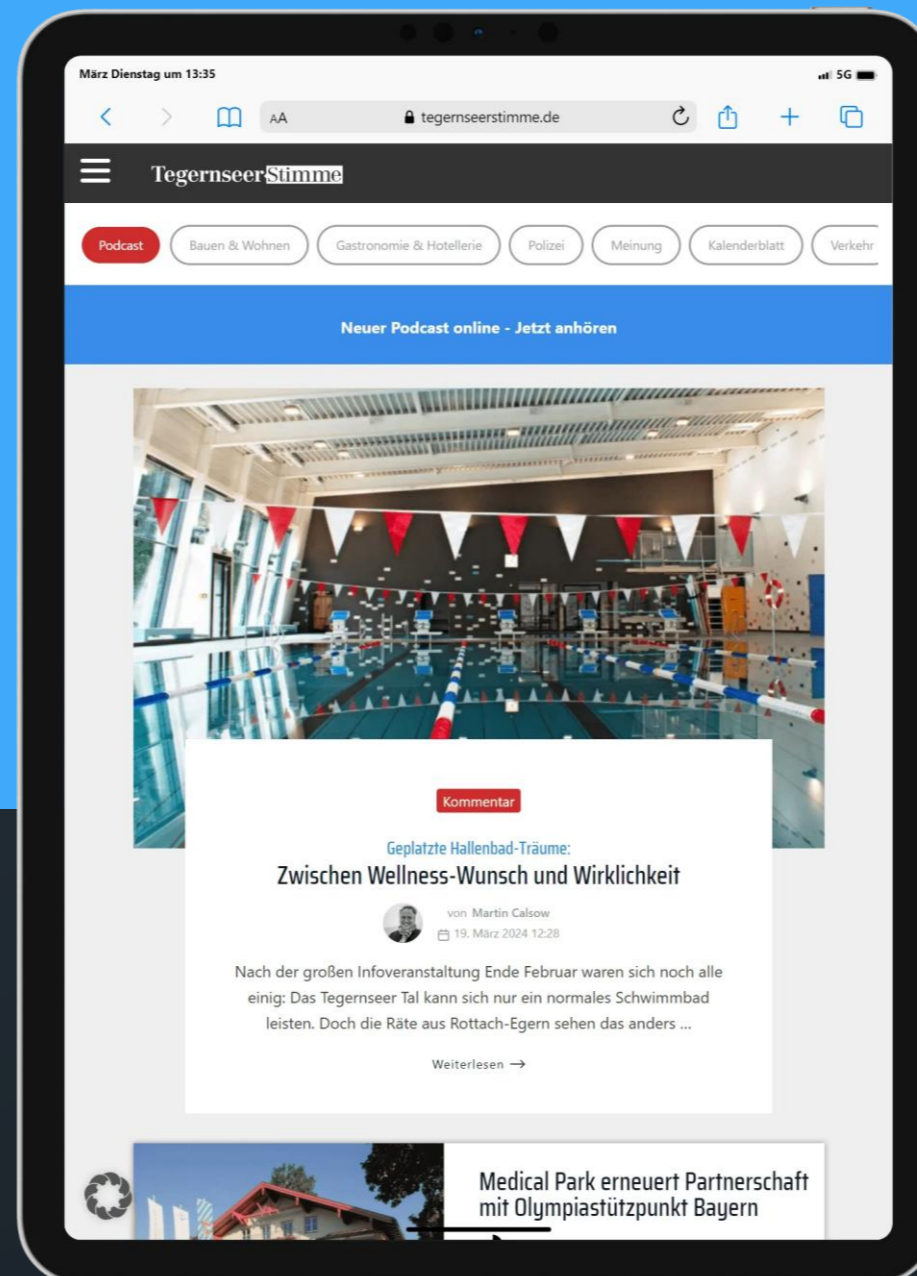 März Dienstag um 13:35
5G
AA
tegernseerstimme.de
Tegernseer Stimme
Podcast
Bauen & Wohnen
Gastronomie & Hotellerie
Polizei
Meinung
Kalenderblatt
Verkehr
Neuer Podcast online - Jetzt anhören
Kommentar
Geplatzte Hallenbad-Träume:
Zwischen Wellness-Wunsch und Wirklichkeit
von Martin Calsow
19. März 2024 12:28
Nach der großen Infoveranstaltung Ende Februar waren sich noch alle
einig: Das Tegernseer Tal kann sich nur ein normales Schwimmbad
leisten. Doch die Räte aus Rottach-Egern sehen das anders ...
Weiterlesen →
Medical Park erneuert Partnerschaft
mit Olympiastützpunkt Bayern